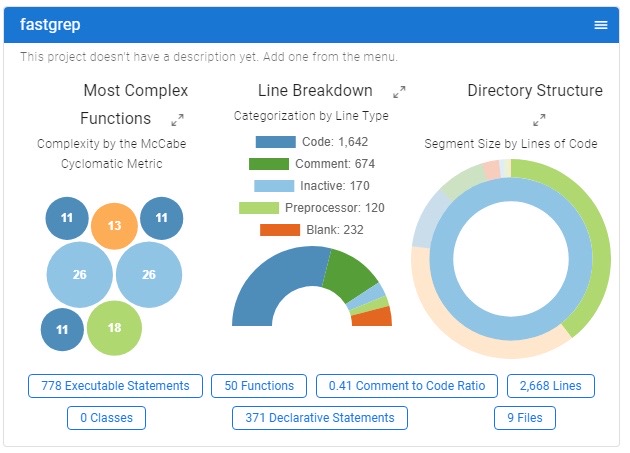 fastgrep
This project doesn't have a description yet. Add one from the menu.
Most Complex
Functions
Complexity by the McCabe
Cyclomatic Metric
11
13
11
26
26
11
18
Line Breakdown
Categorization by Line Type
Code: 1,642
Comment: 674
Inactive: 170
Preprocessor: 120
Blank: 232
Directory Structure
Segment Size by Lines of Code
778 Executable Statements
50 Functions
0.41 Comment to Code Ratio
2,668 Lines
0 Classes
371 Declarative Statements
9 Files